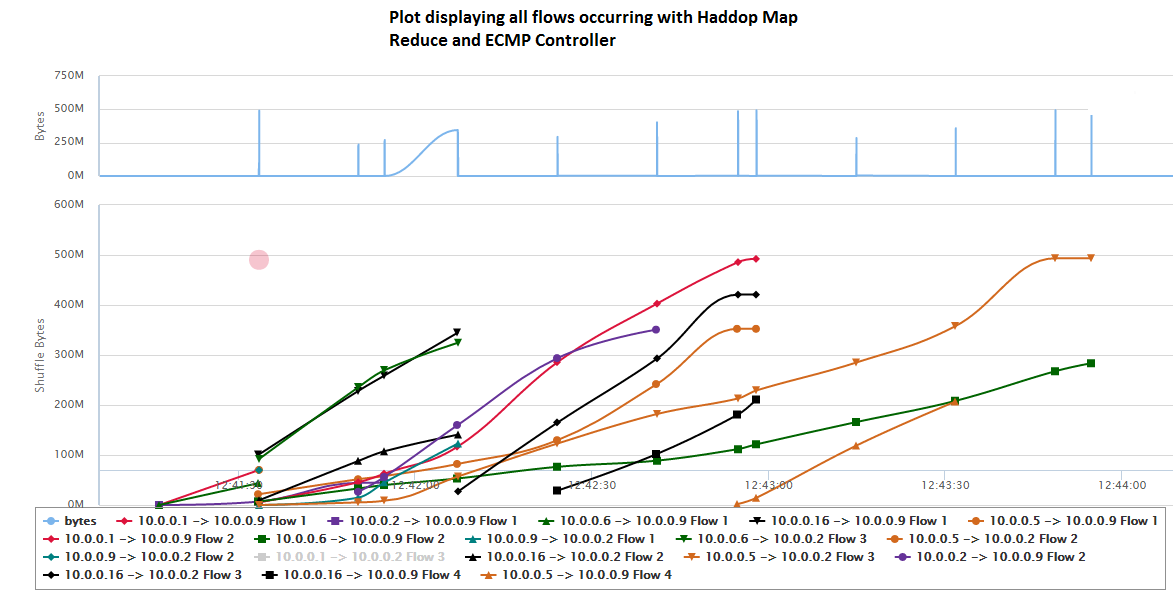 Plot displaying all flows occurring with Haddop Map
Reduce and ECMP Controller
750M
500M
250M
0M
Bytes
600M
500M
400M
300M
200M
100M
0M
Shuffle Bytes
12:41:30 12:42:00 12:42:30 12:43:00 12:43:30 12:44:00
bytes 10.0.0.1 -> 10.0.0.9 Flow 1 10.0.0.2 -> 10.0.0.9 Flow 1 10.0.0.6 -> 10.0.0.9 Flow 1 10.0.0.16 -> 10.0.0.9 Flow 1 10.0.0.5 -> 10.0.0.9 Flow 1
10.0.0.1 -> 10.0.0.9 Flow 2 10.0.0.6 -> 10.0.0.9 Flow 2 10.0.0.9 -> 10.0.0.2 Flow 1 10.0.0.6 -> 10.0.0.2 Flow 3 10.0.0.5 -> 10.0.0.2 Flow 2
10.0.0.9 -> 10.0.0.2 Flow 2 10.0.0.1 -> 10.0.0.2 Flow 3 10.0.0.16 -> 10.0.0.2 Flow 2 10.0.0.5 -> 10.0.0.2 Flow 3 10.0.0.2 -> 10.0.0.9 Flow 2
10.0.0.16 -> 10.0.0.2 Flow 3 10.0.0.16 -> 10.0.0.9 Flow 4 10.0.0.5 -> 10.0.0.9 Flow 4